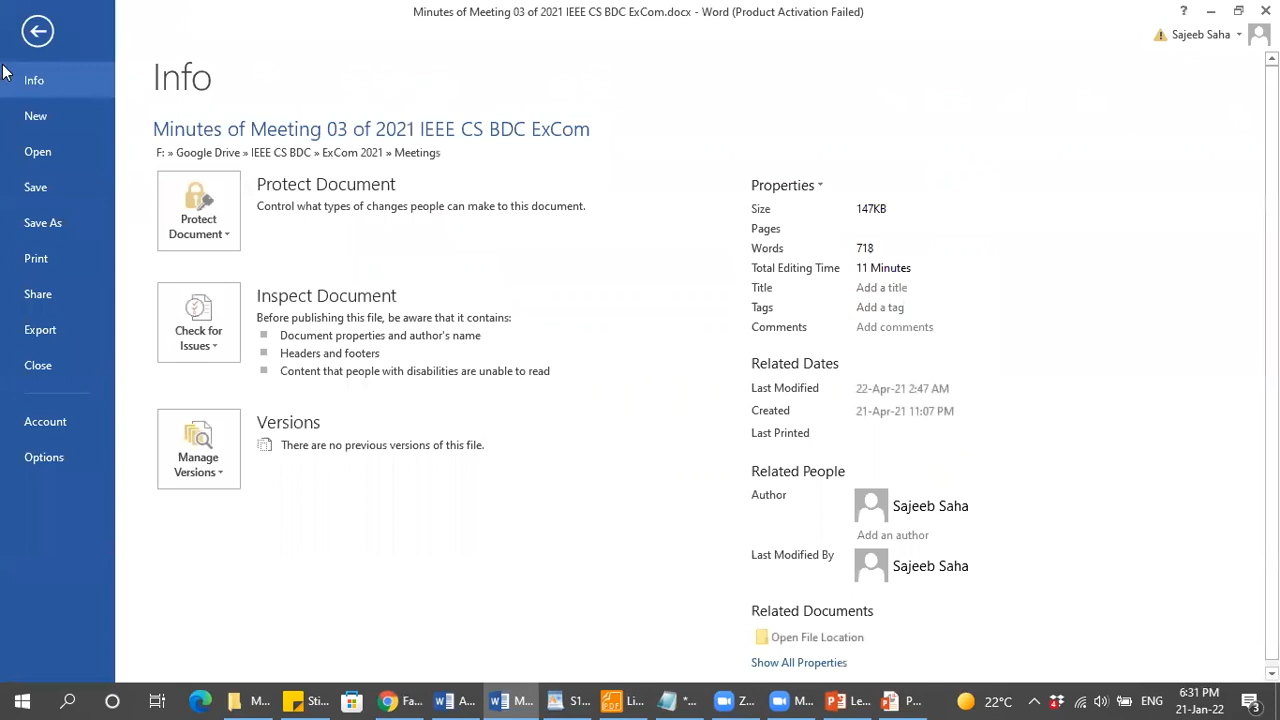 Minutes of Meeting 03 of 2021 IEEE CS BDC ExCom.docx - Word (Product Activation Failed)
?
Sajeeb Saha
Info
New
Open
Save
Save As
Print
Share
Export
Close
Account
Options
Info
Minutes of Meeting 03 of 2021 IEEE CS BDC ExCom
F: » Google Drive » IEEE CS BDC » ExCom 2021 » Meetings
Protect Document
Protect Document
Control what types of changes people can make to this document.
Check for Issues
Inspect Document
Before publishing this file, be aware that it contains:
Document properties and author's name
Headers and footers
Content that people with disabilities are unable to read
Manage Versions
Versions
There are no previous versions of this file.
Properties
Size 147KB
Pages
Words 718
Total Editing Time 11 Minutes
Title Add a title
Tags Add a tag
Comments Add comments
Related Dates
Last Modified 22-Apr-21 2:47 AM
Created 21-Apr-21 11:07 PM
Last Printed
Related People
Author Sajeeb Saha
Add an author
Last Modified By Sajeeb Saha
Related Documents
Open File Location
Show All Properties
M... Sti... Fa... A... M... S1... Li... *... Z... M... Le... P... 22°C ENG 6:31 PM
21-Jan-22 3